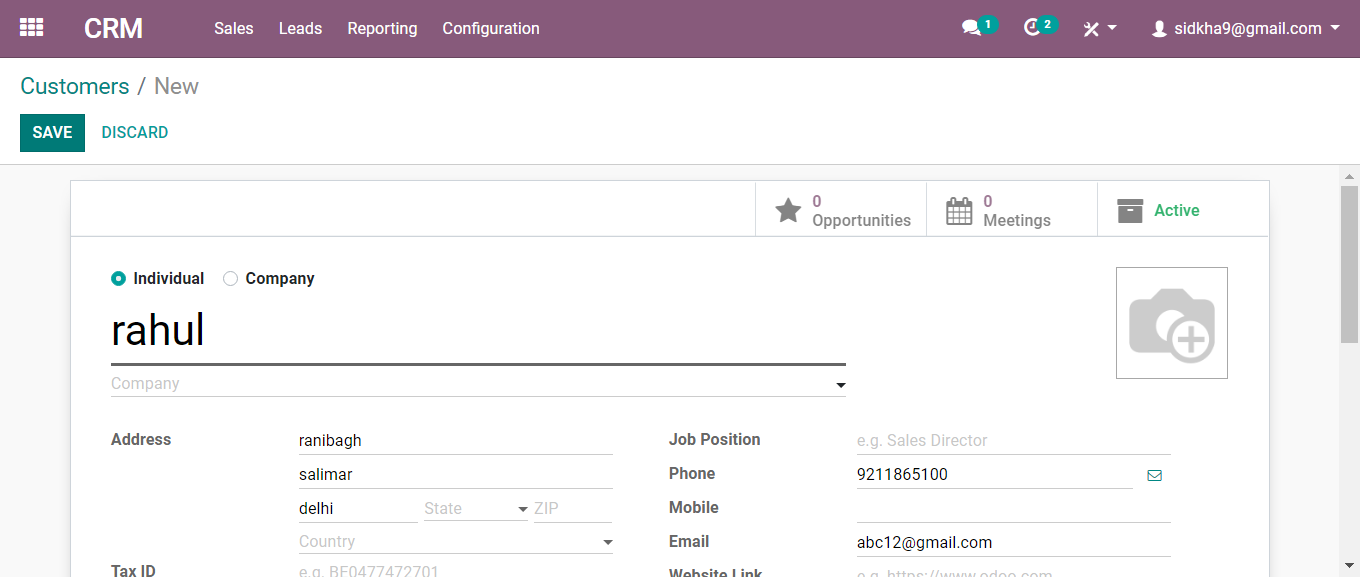 CRM Sales Leads Reporting Configuration 1 2 sidkha9@gmail.com
Customers / New
SAVE DISCARD
0 Opportunities
0 Meetings
Active
Individual Company
rahul
Company
Address ranibagh
salimar
delhi State ZIP
Country
Tax ID e.g. BE0477472701
Job Position e.g. Sales Director
Phone 9211865100
Mobile
Email abc12@gmail.com
Website Link e.g. https://www.odoo.com